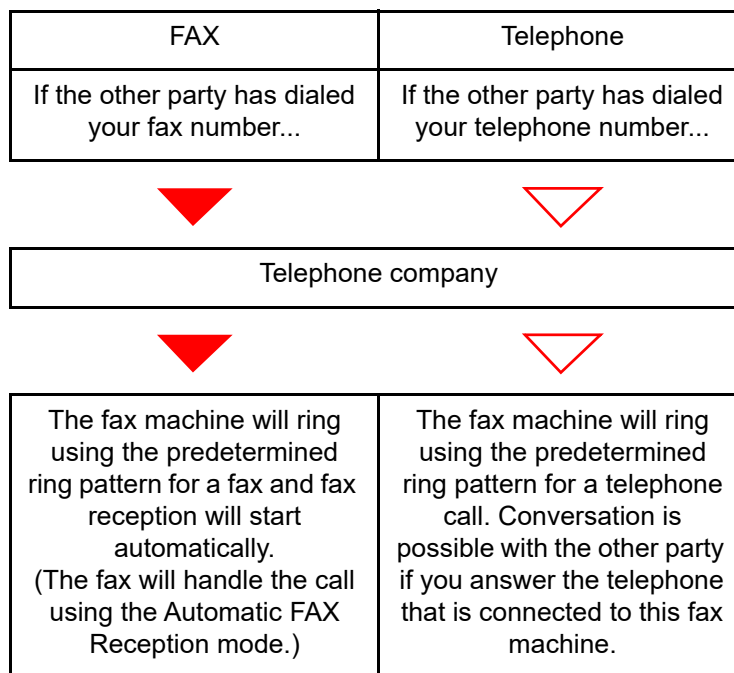 FAX
Telephone
If the other party has dialed
your fax number...
If the other party has dialed
your telephone number...
Telephone company
The fax machine will ring
using the predetermined
ring pattern for a fax and fax
reception will start
automatically.
(The fax will handle the call
using the Automatic FAX
Reception mode.)
The fax machine will ring
using the predetermined
ring pattern for a telephone
call. Conversation is
possible with the other party
if you answer the telephone
that is connected to this fax
machine.